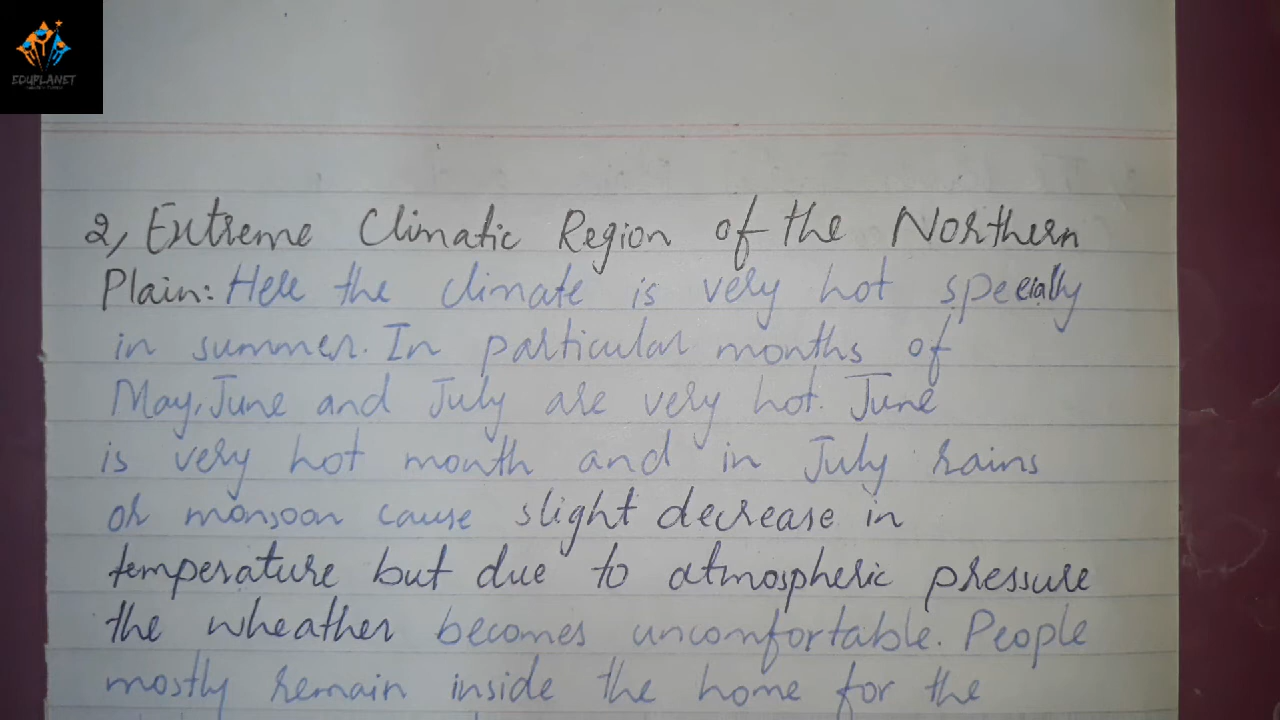 EDUPLANET
2, Extreme Climatic Region of the Northern
Plain: Here the climate is very hot specially
in summer. In particular months of
May, June and July are very hot. June
is very hot month and in July rains
or monsoon cause slight decrease in
temperature but due to atmospheric pressure
the wheather becomes uncomfortable. People
mostly remain inside the home for the